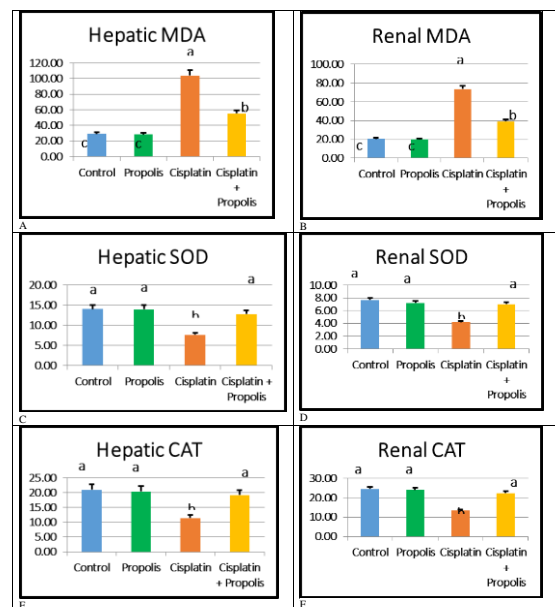 Hepatic MDA
a
120.00
100.00
80.00
60.00
40.00
20.00
0.00
b
c
c
Control
Propolis
Cisplatin
Cisplatin
+
Propolis
A
Renal MDA
a
100.00
80.00
60.00
40.00
20.00
0.00
b
c
c
Control
Propolis
Cisplatin
Cisplatin
+
Propolis
B
Hepatic SOD
20.00
15.00
10.00
5.00
0.00
a
a
b
a
Control
Propolis
Cisplatin
Cisplatin +
Propolis
C
Renal SOD
10.00
8.00
6.00
4.00
2.00
0.00
a
a
b
a
Control
Propolis
Cisplatin
Cisplatin
+
Propolis
D
Hepatic CAT
25.00
20.00
15.00
10.00
5.00
0.00
a
a
b
a
Control
Propolis
Cisplatin
Cisplatin
+ Propolis
E
Renal CAT
30.00
20.00
10.00
0.00
a
a
b
a
Control
Propolis
Cisplatin
Cisplatin
+
Propolis
F